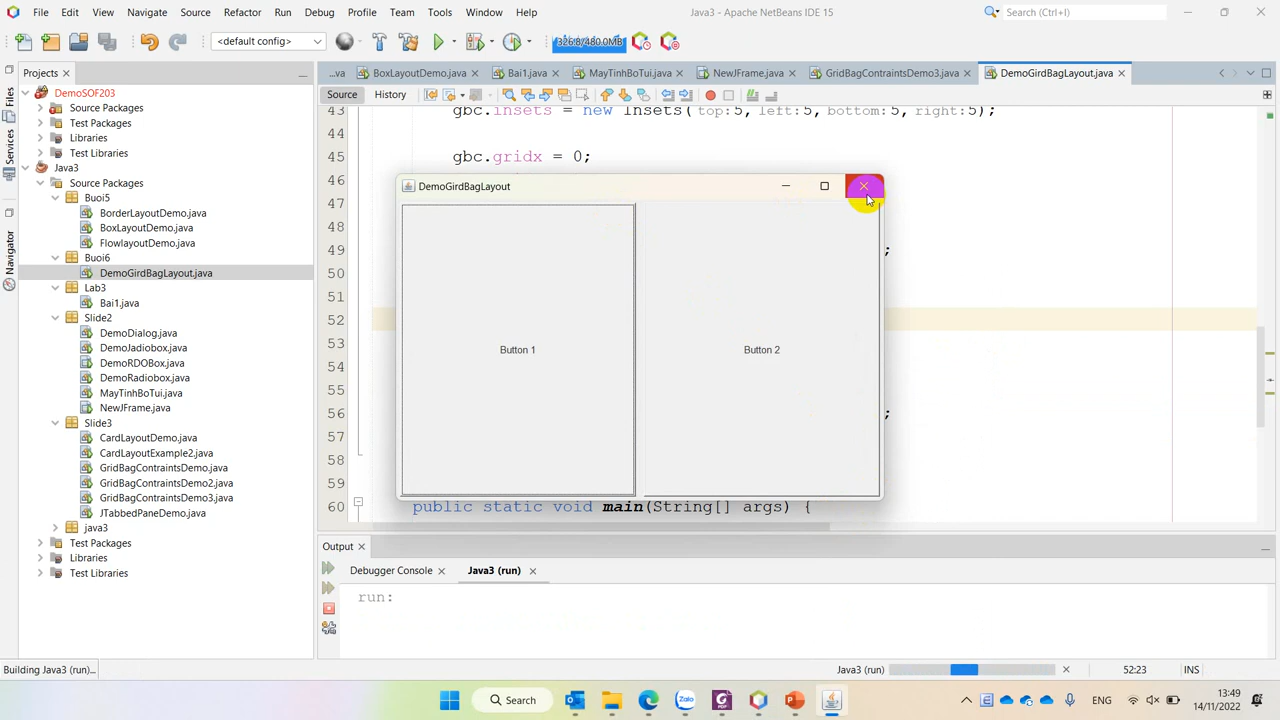 File Edit View Navigate Source Refactor Run Debug Profile Team Tools Window Help
Java3 - Apache NetBeans IDE 15
Search (Ctrl+I)
<default config>
326.8/480.0MB
Projects
...va
BoxLayoutDemo.java
Bai1.java
MayTinhBoTui.java
NewJFrame.java
GridBagContraintsDemo3.java
DemoGirdBagLayout.java
Source
History
Files
Services
Navigator
DemoSOF203
Source Packages
Test Packages
Libraries
Test Libraries
Java3
Source Packages
Buoi5
BorderLayoutDemo.java
BoxLayoutDemo.java
FlowlayoutDemo.java
Buoi6
DemoGirdBagLayout.java
Lab3
Bai1.java
Slide2
DemoDialog.java
DemoJadiobox.java
DemoRDOBox.java
DemoRadiobox.java
MayTinhBoTui.java
NewJFrame.java
Slide3
CardLayoutDemo.java
CardLayoutExample2.java
GridBagContraintsDemo.java
GridBagContraintsDemo2.java
GridBagContraintsDemo3.java
JTabbedPaneDemo.java
java3
Test Packages
Libraries
Test Libraries
43 gbc.insets = new Insets(top:5, left:5, bottom:5, right:5);
44
45 gbc.gridx = 0;
46
47
48
49 ;
50
51
52
53
54
55
56 ;
57
58
59
60 public static void main(String[] args) {
DemoGirdBagLayout
Button 1
Button 2
Output
Debugger Console
Java3 (run)
run:
Building Java3 (run)...
Java3 (run)
52:23
INS
Search
Zalo
PDF
ENG
13:49
14/11/2022